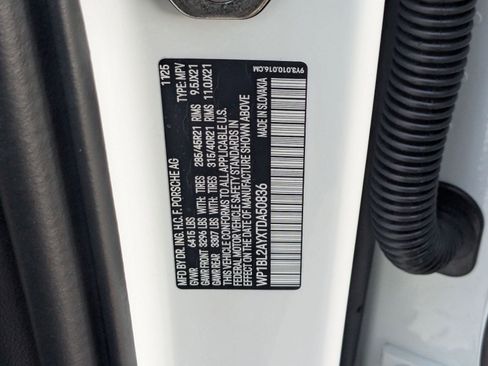 MFD BY DR. ING. H.C. F. PORSCHE AG 11/25
GVWR 6415 LBS TYPE: MPV
GAWR FRONT 3296 LBS WITH: TIRES 285/45R21 RIMS 9.5JX21
GAWR REAR 3307 LBS WITH: TIRES 315/40R21 RIMS 11.0JX21
THIS VEHICLE CONFORMS TO ALL APPLICABLE U.S.
FEDERAL MOTOR VEHICLE SAFETY STANDARDS IN
EFFECT ON THE DATE OF MANUFACTURE SHOWN ABOVE
WP1BL2AYXTDA50836 MADE IN SLOVAKIA
9Y3.010.016.CM